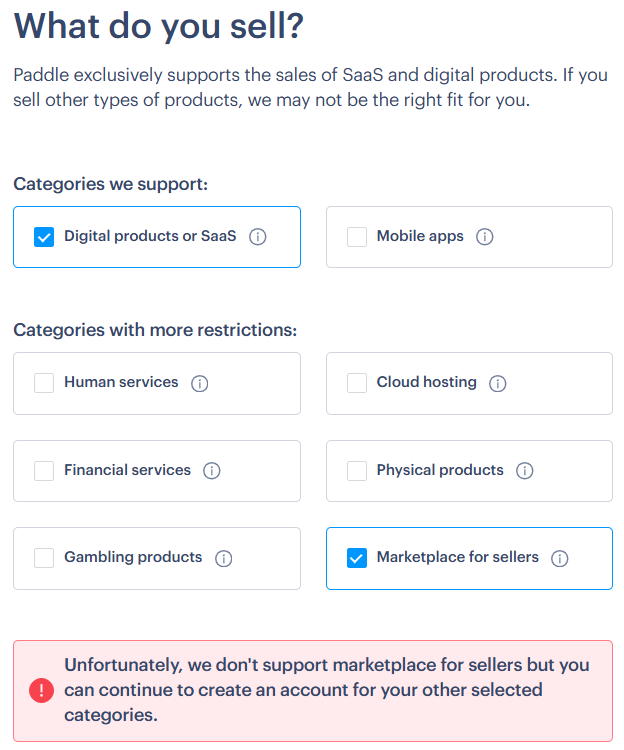 What do you sell?
Paddle exclusively supports the sales of SaaS and digital products. If you
sell other types of products, we may not be the right fit for you.
Categories we support:
Digital products or SaaS
Mobile apps
Categories with more restrictions:
Human services
Cloud hosting
Financial services
Physical products
Gambling products
Marketplace for sellers
Unfortunately, we don't support marketplace for sellers but you
can continue to create an account for your other selected
categories.